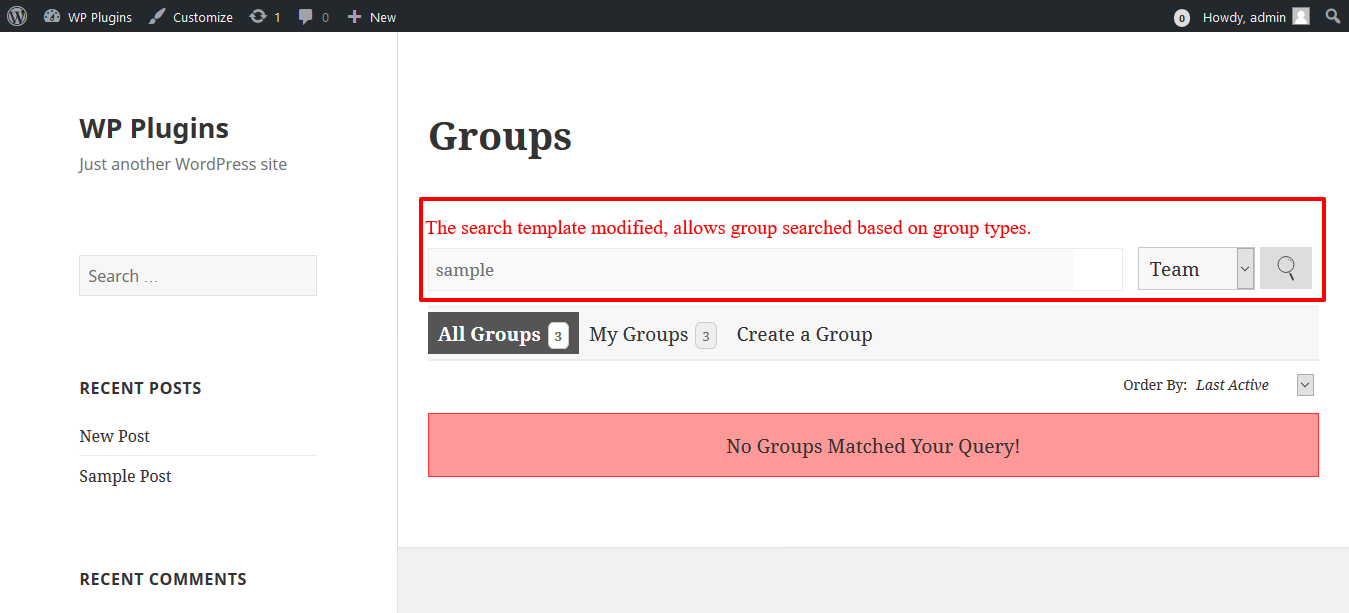 WP Plugins Customize 1 0 New 0 Howdy, admin
WP Plugins
Just another WordPress site
Search …
RECENT POSTS
New Post
Sample Post
RECENT COMMENTS
Groups
The search template modified, allows group searched based on group types.
sample Team
All Groups 3 My Groups 3 Create a Group
Order By: Last Active
No Groups Matched Your Query!